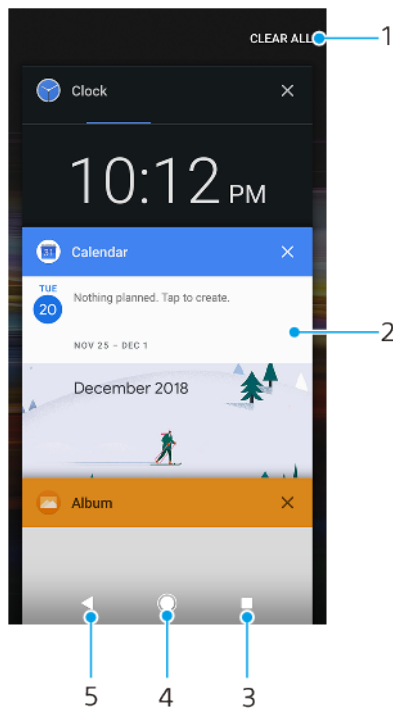 CLEAR ALL
1
Clock
10:12 PM
31
Calendar
TUE
20
Nothing planned. Tap to create.
2
NOV 25 – DEC 1
December 2018
Album
5
4
3